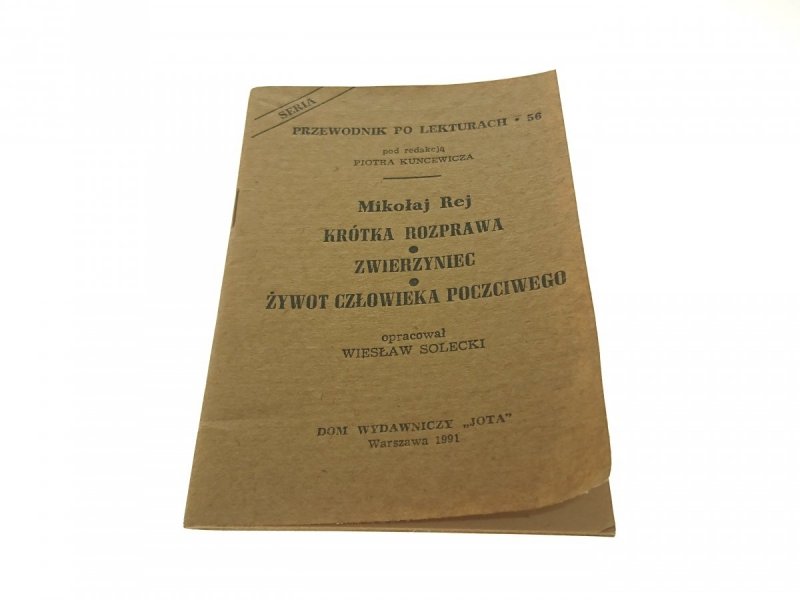 SERIA
PRZEWODNIK PO LEKTURACH • 56
pod redakcją
PIOTRA KUNCEWICZA
Mikołaj Rej
KRÓTKA ROZPRAWA
•
ZWIERZYNIEC
•
ŻYWOT CZŁOWIEKA POCZCIWEGO
opracował
WIESŁAW SOLECKI
DOM WYDAWNICZY „JOTA”
Warszawa 1991